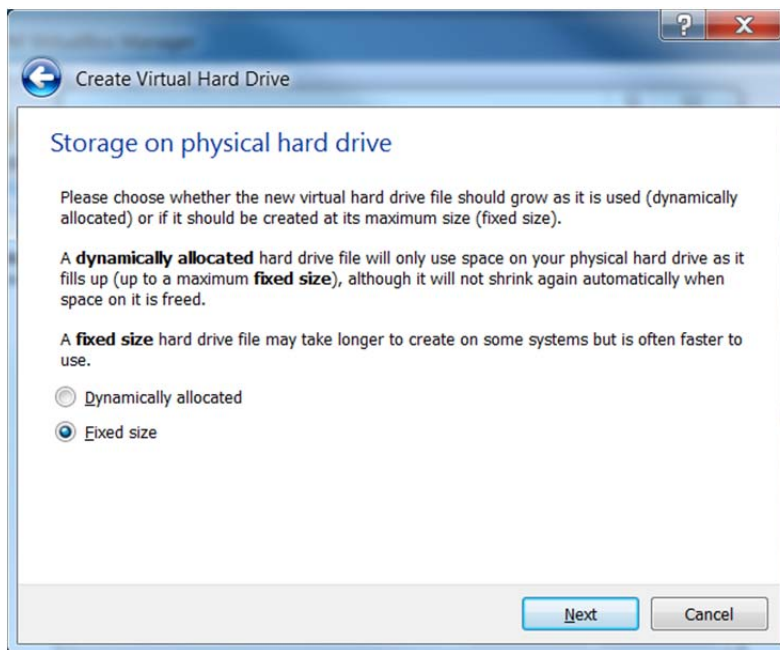 Create Virtual Hard Drive
Storage on physical hard drive
Please choose whether the new virtual hard drive file should grow as it is used (dynamically
allocated) or if it should be created at its maximum size (fixed size).
A dynamically allocated hard drive file will only use space on your physical hard drive as it
fills up (up to a maximum fixed size), although it will not shrink again automatically when
space on it is freed.
A fixed size hard drive file may take longer to create on some systems but is often faster to
use.
Dynamically allocated
Fixed size
Next Cancel